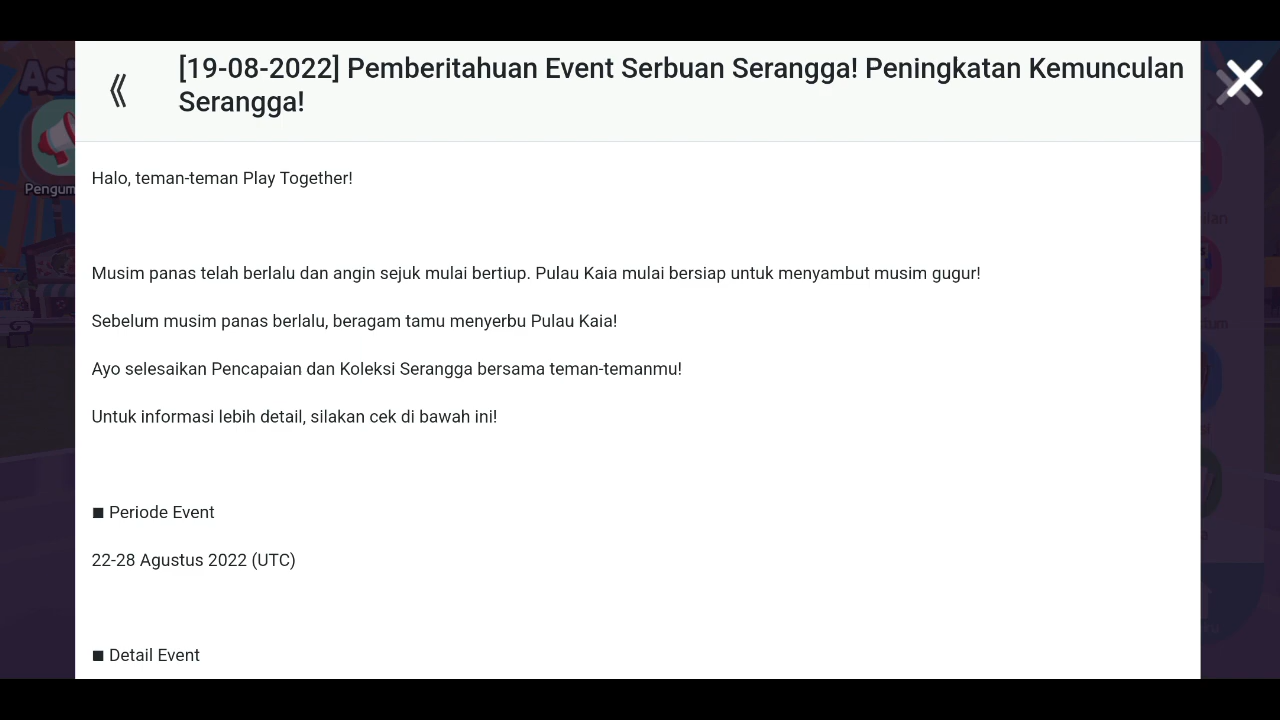 [19-08-2022] Pemberitahuan Event Serbuan Serangga! Peningkatan Kemunculan
Serangga!
Asi
Pengum
Halo, teman-teman Play Together!
Musim panas telah berlalu dan angin sejuk mulai bertiup. Pulau Kaia mulai bersiap untuk menyambut musim gugur!
Sebelum musim panas berlalu, beragam tamu menyerbu Pulau Kaia!
Ayo selesaikan Pencapaian dan Koleksi Serangga bersama teman-temanmu!
Untuk informasi lebih detail, silakan cek di bawah ini!
■ Periode Event
22-28 Agustus 2022 (UTC)
■ Detail Event